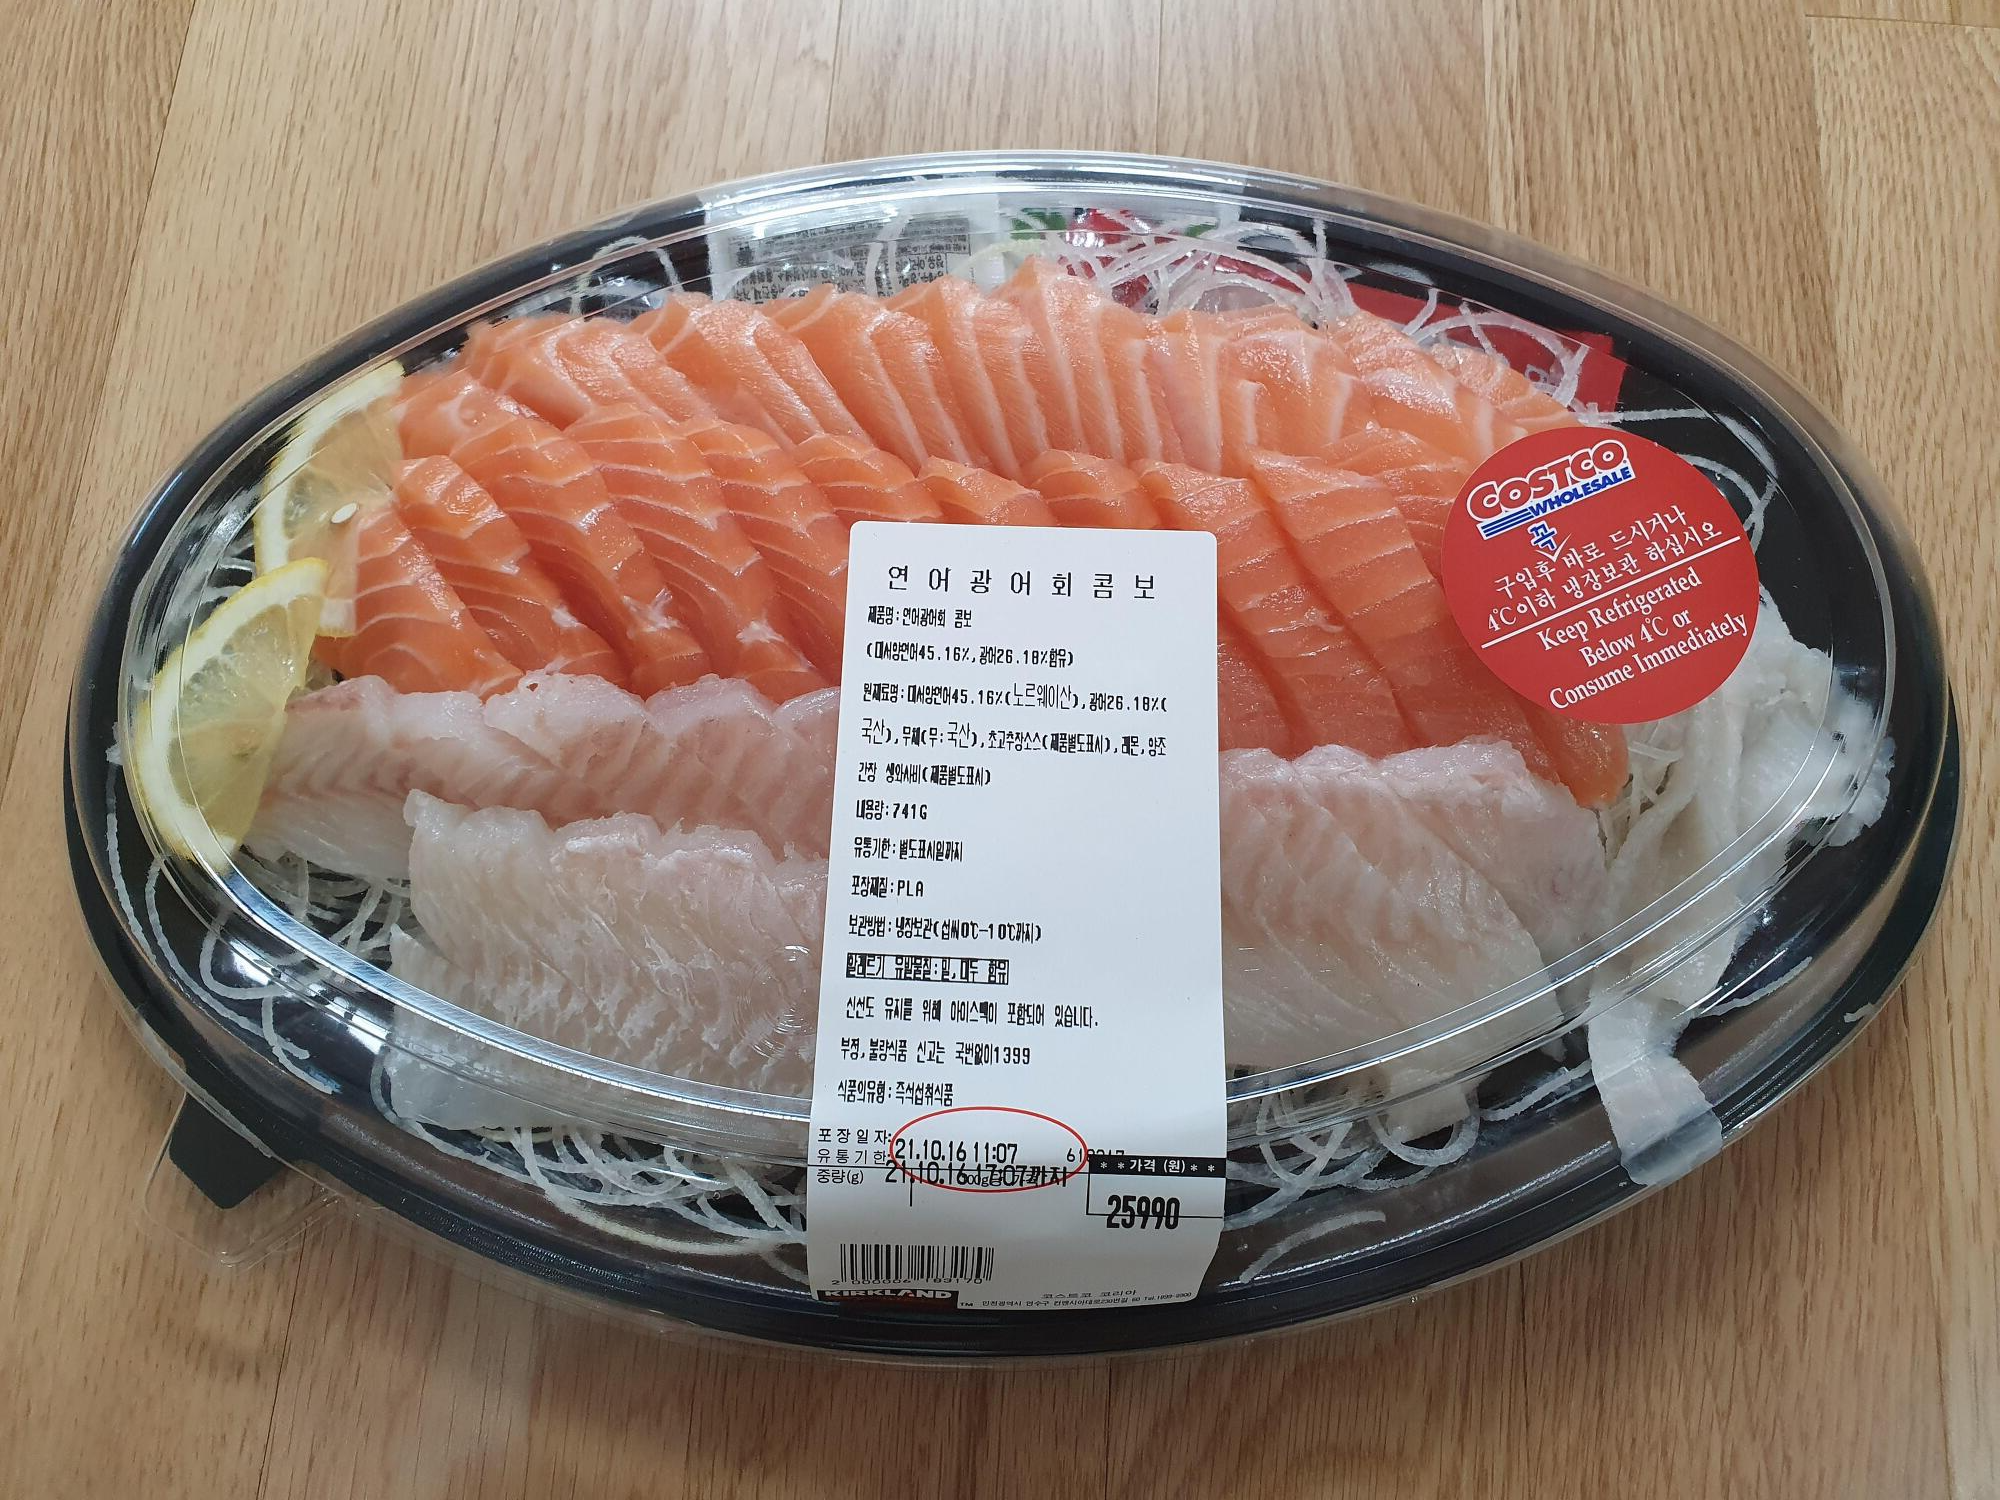 연어광어회콤보
제품명:연어광어회 콤보
(대서양연어45.16%,광어26.18%함유)
원재료명:대서양연어45.16%(노르웨이산),광어26.18%(
국산),무채(무:국산),초고추장소스(제품별도표시),레몬,양조
간장 생와사비(제품별도표시)
내용량:741G
유통기한:별도표시일까지
포장재질:PLA
보관방법:냉장보관(섭씨0℃-10℃까지)
알레르기 유발물질:밀,대두 함유
신선도 유지를 위해 아이스팩이 포함되어 있습니다.
부정,불량식품 신고는 국번없이1399
식품의유형:즉석섭취식품
포장일자: 21.10.16 11:07
유통기한: 21.10.16 17:07까지
중량(g)
**가격 (원)**
25990
2 000006 183170
KIRKLAND ™
코스트코 코리아
COSTCO
WHOLESALE
꼭
구입후 바로 드시거나
4℃이하 냉장보관 하십시오
Keep Refrigerated
Below 4℃ or
Consume Immediately